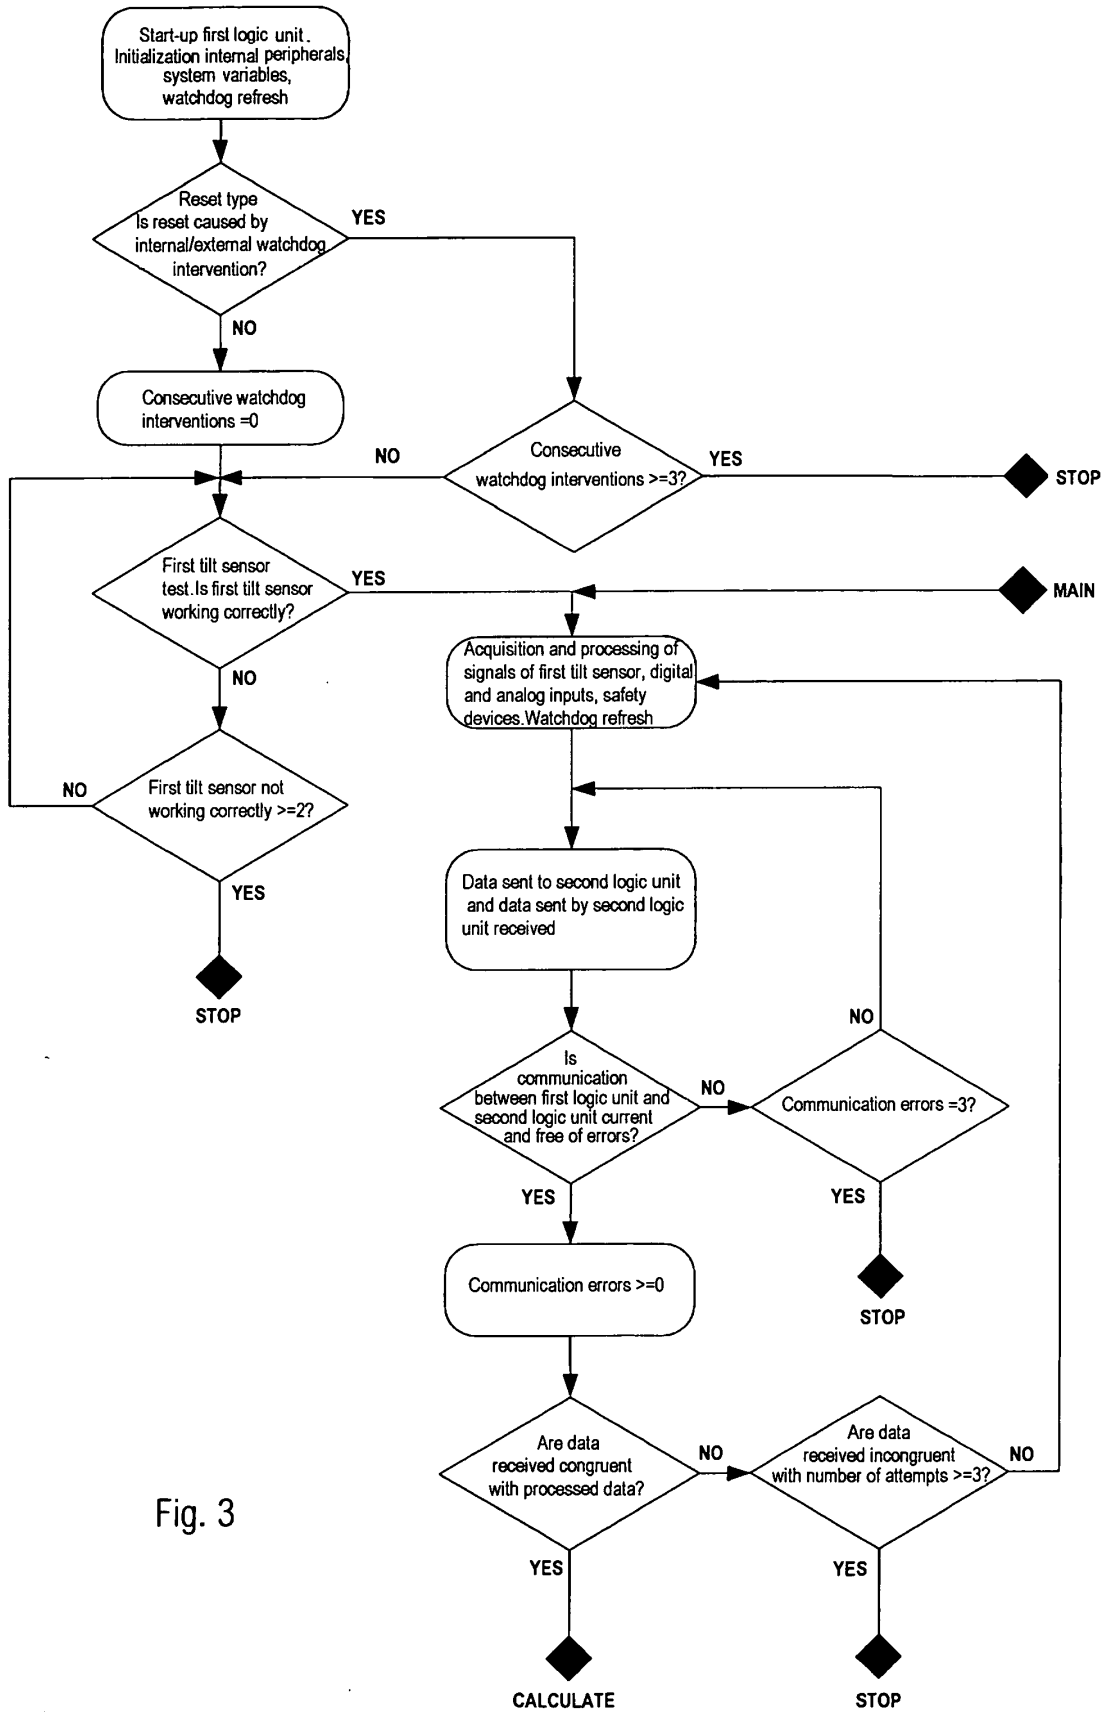 Start-up first logic unit.
Initialization internal peripherals,
system variables,
watchdog refresh
Reset type
Is reset caused by
internal/external watchdog
intervention?
YES
NO
Consecutive watchdog
interventions =0
Consecutive
watchdog interventions >=3?
NO
YES
STOP
First tilt sensor
test.Is first tilt sensor
working correctly?
YES
MAIN
NO
Acquisition and processing of
signals of first tilt sensor, digital
and analog inputs, safety
devices.Watchdog refresh
First tilt sensor not
working correctly >=2?
NO
YES
STOP
Data sent to second logic unit
and data sent by second logic
unit received
Is
communication
between first logic unit and
second logic unit current
and free of errors?
NO
NO
Communication errors =3?
YES
YES
STOP
Communication errors >=0
Are data
received congruent
with processed data?
NO
Are data
received incongruent
with number of attempts >=3?
NO
YES
YES
CALCULATE
STOP
Fig. 3